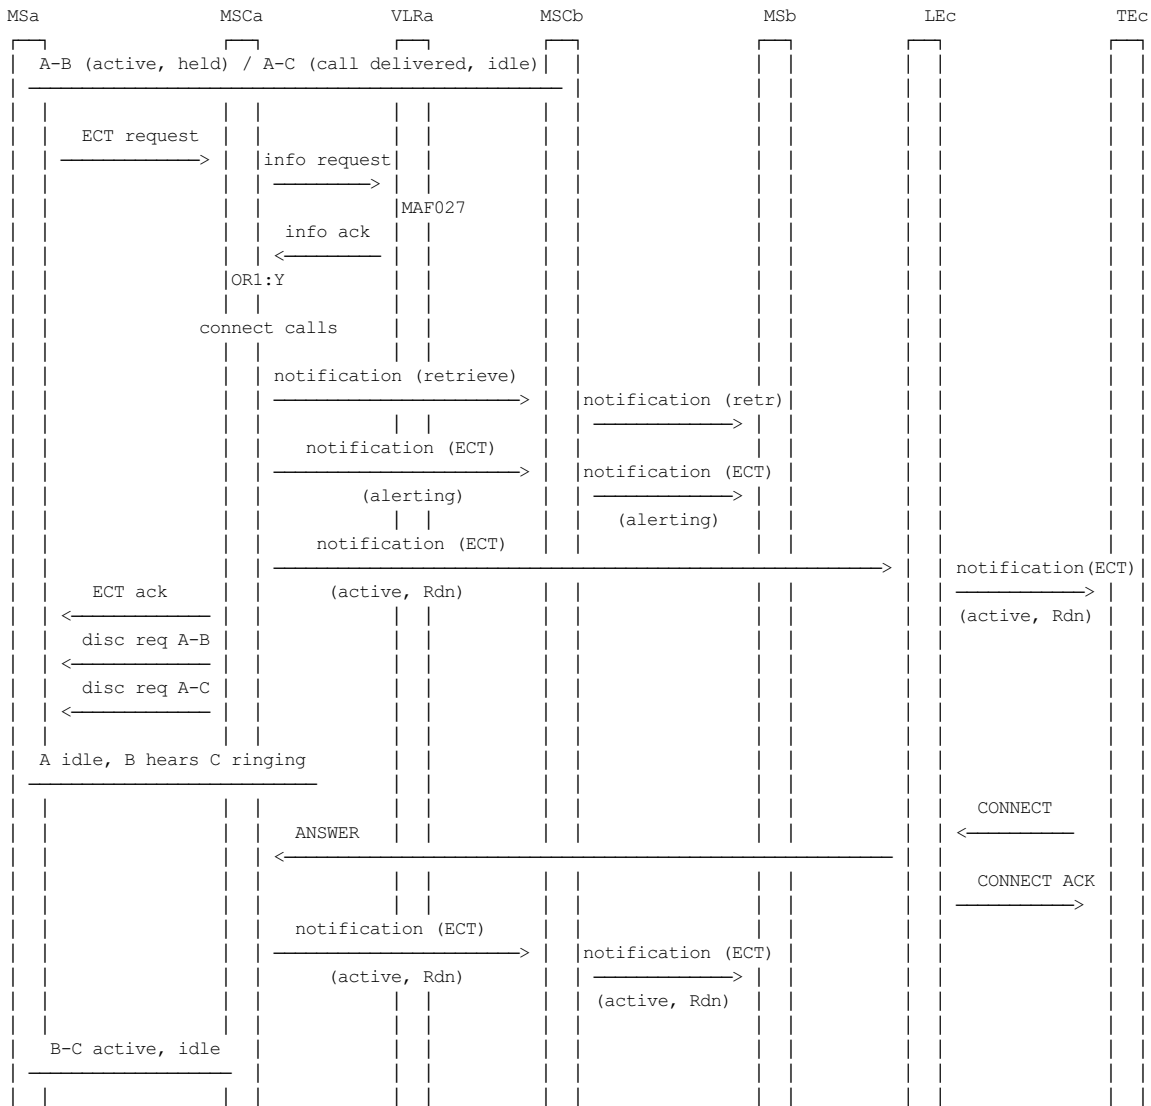 MSa MSCa VLRa MSCb MSb LEc TEc
A-B (active, held) / A-C (call delivered, idle)
ECT request
info request
MAF027
info ack
OR1:Y
connect calls
notification (retrieve)
notification (retr)
notification (ECT)
notification (ECT)
(alerting)
(alerting)
notification (ECT)
notification(ECT)
ECT ack (active, Rdn)
(active, Rdn)
disc req A-B
disc req A-C
A idle, B hears C ringing
CONNECT
ANSWER
CONNECT ACK
notification (ECT)
notification (ECT)
(active, Rdn)
(active, Rdn)
B-C active, idle